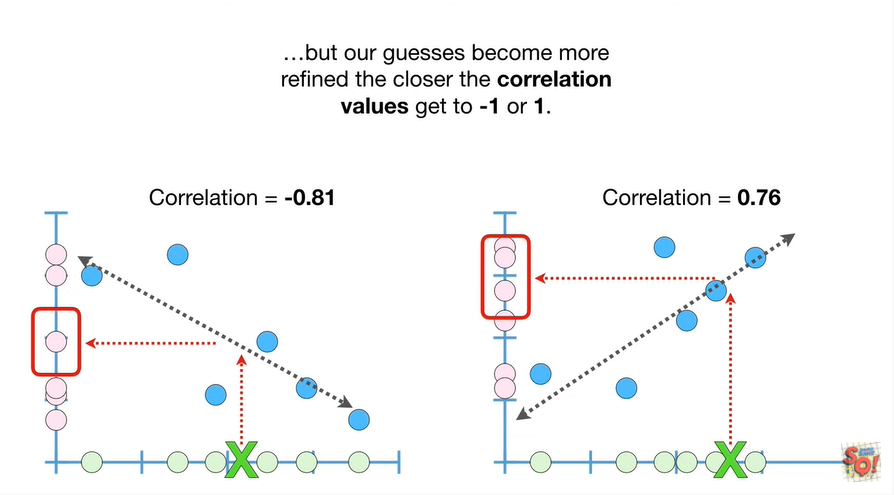 …but our guesses become more
refined the closer the correlation
values get to -1 or 1.
Correlation = -0.81
Correlation = 0.76
X
X
SQ!